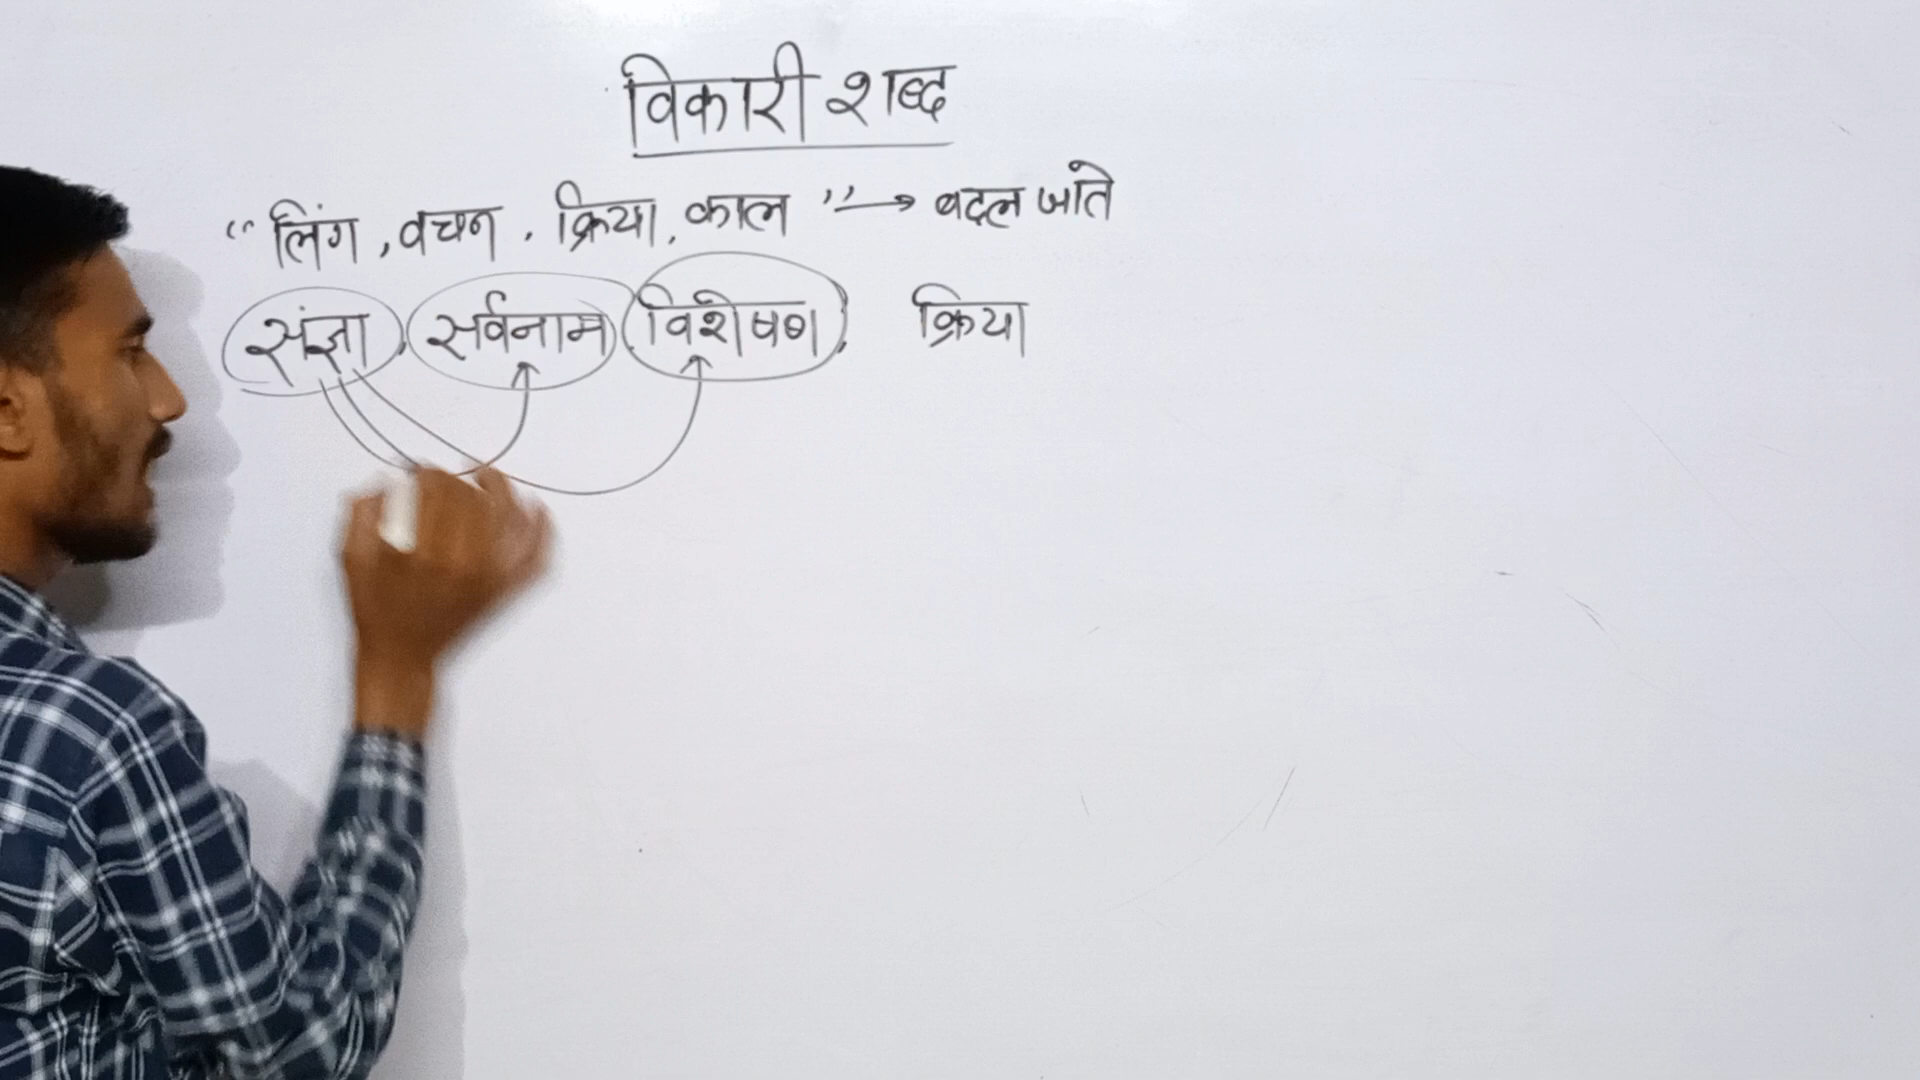 विकारी शब्द
“ लिंग , वचन , क्रिया , काल ” → बदल जाते
संज्ञा , सर्वनाम , विशेषण , क्रिया